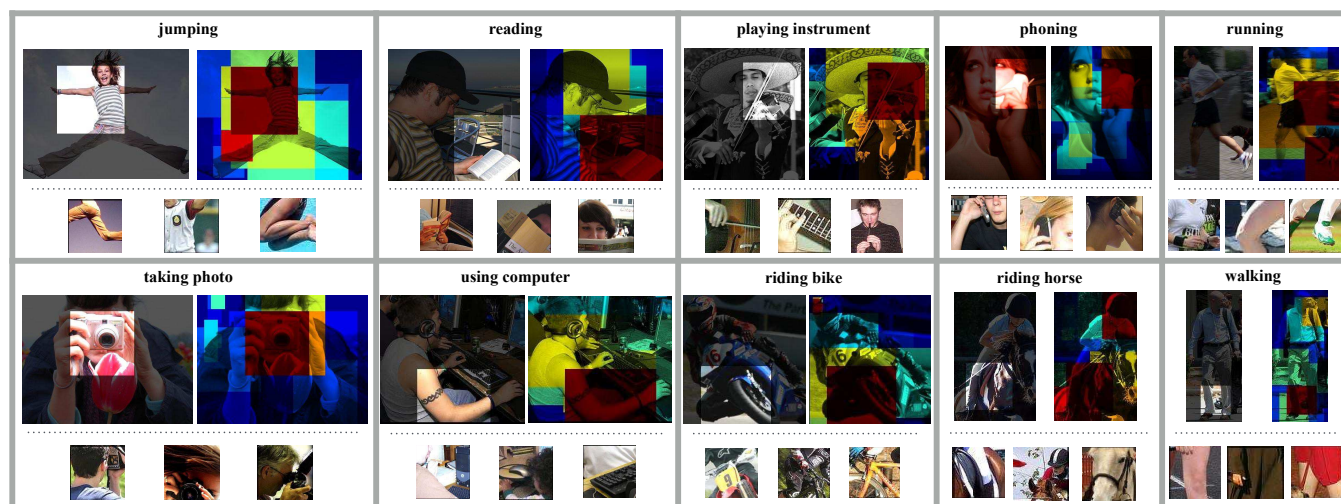 jumping
reading
playing instrument
phoning
running
taking photo
using computer
riding bike
riding horse
walking